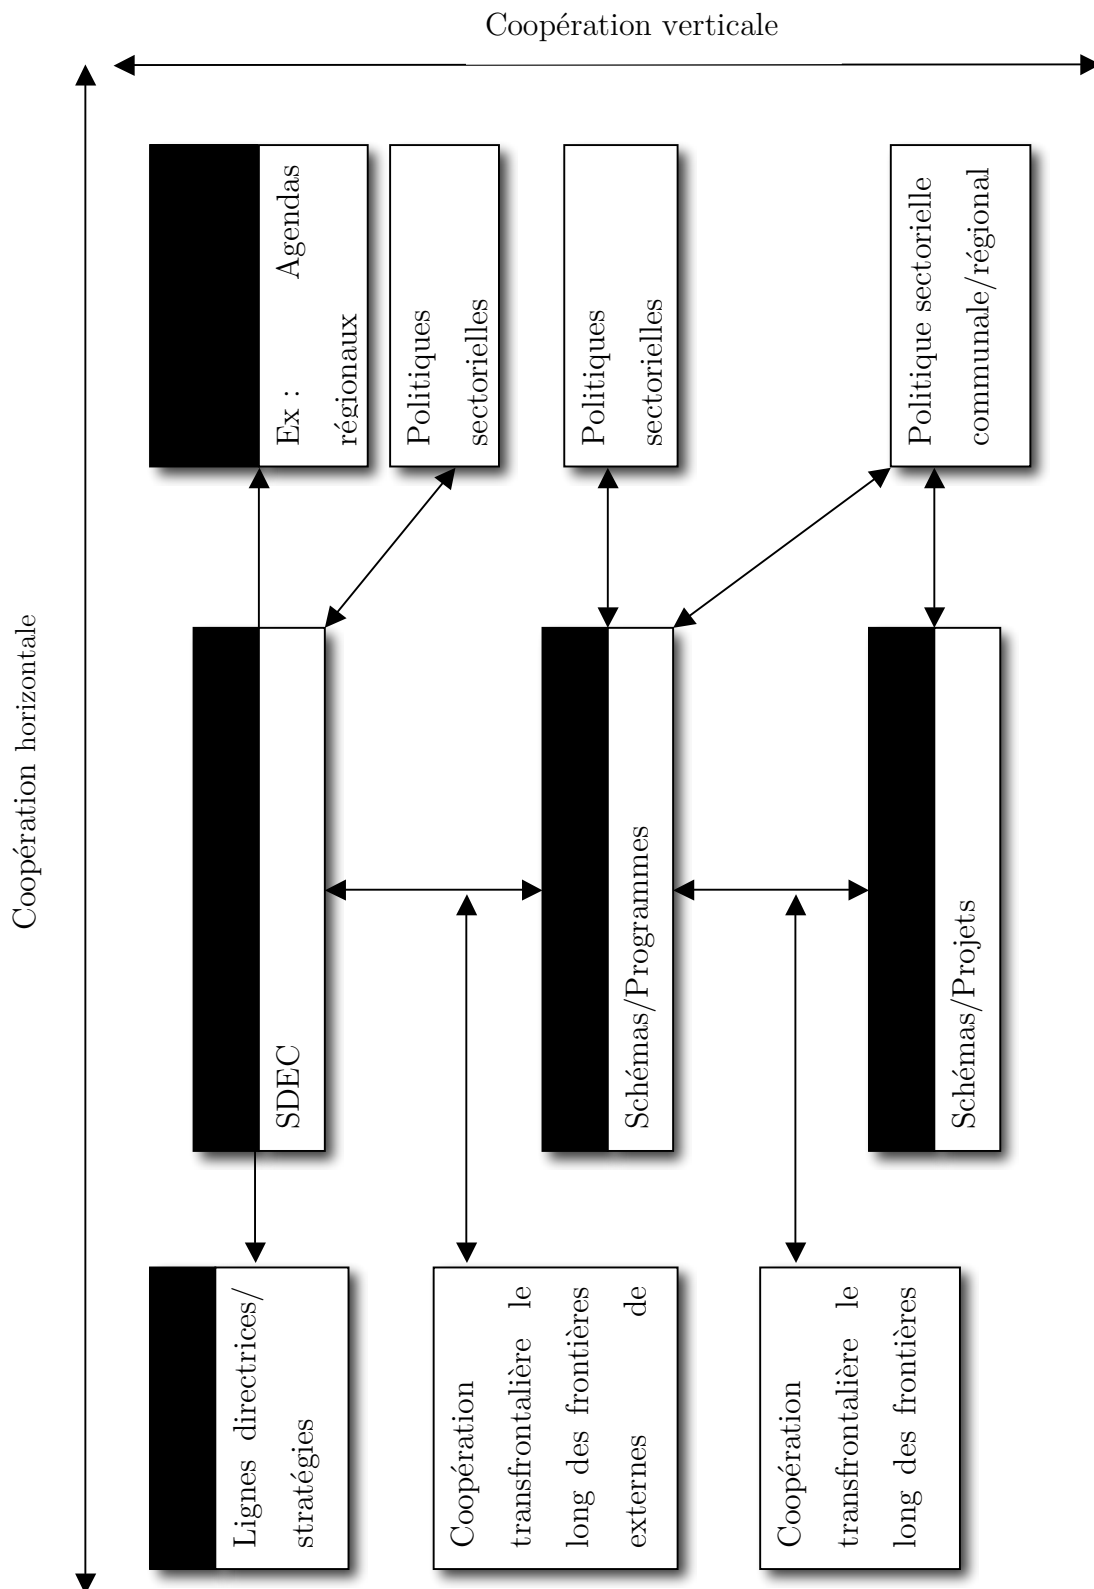 Coopération verticale
Coopération horizontale
Ex : Agendas
régionaux
Politiques
sectorielles
Politiques
sectorielles
Politique sectorielle
communale/régional
SDEC
Schémas/Programmes
Schémas/Projets
Lignes directrices/
stratégies
Coopération
transfrontalière le
long des frontières
externes de
Coopération
transfrontalière le
long des frontières